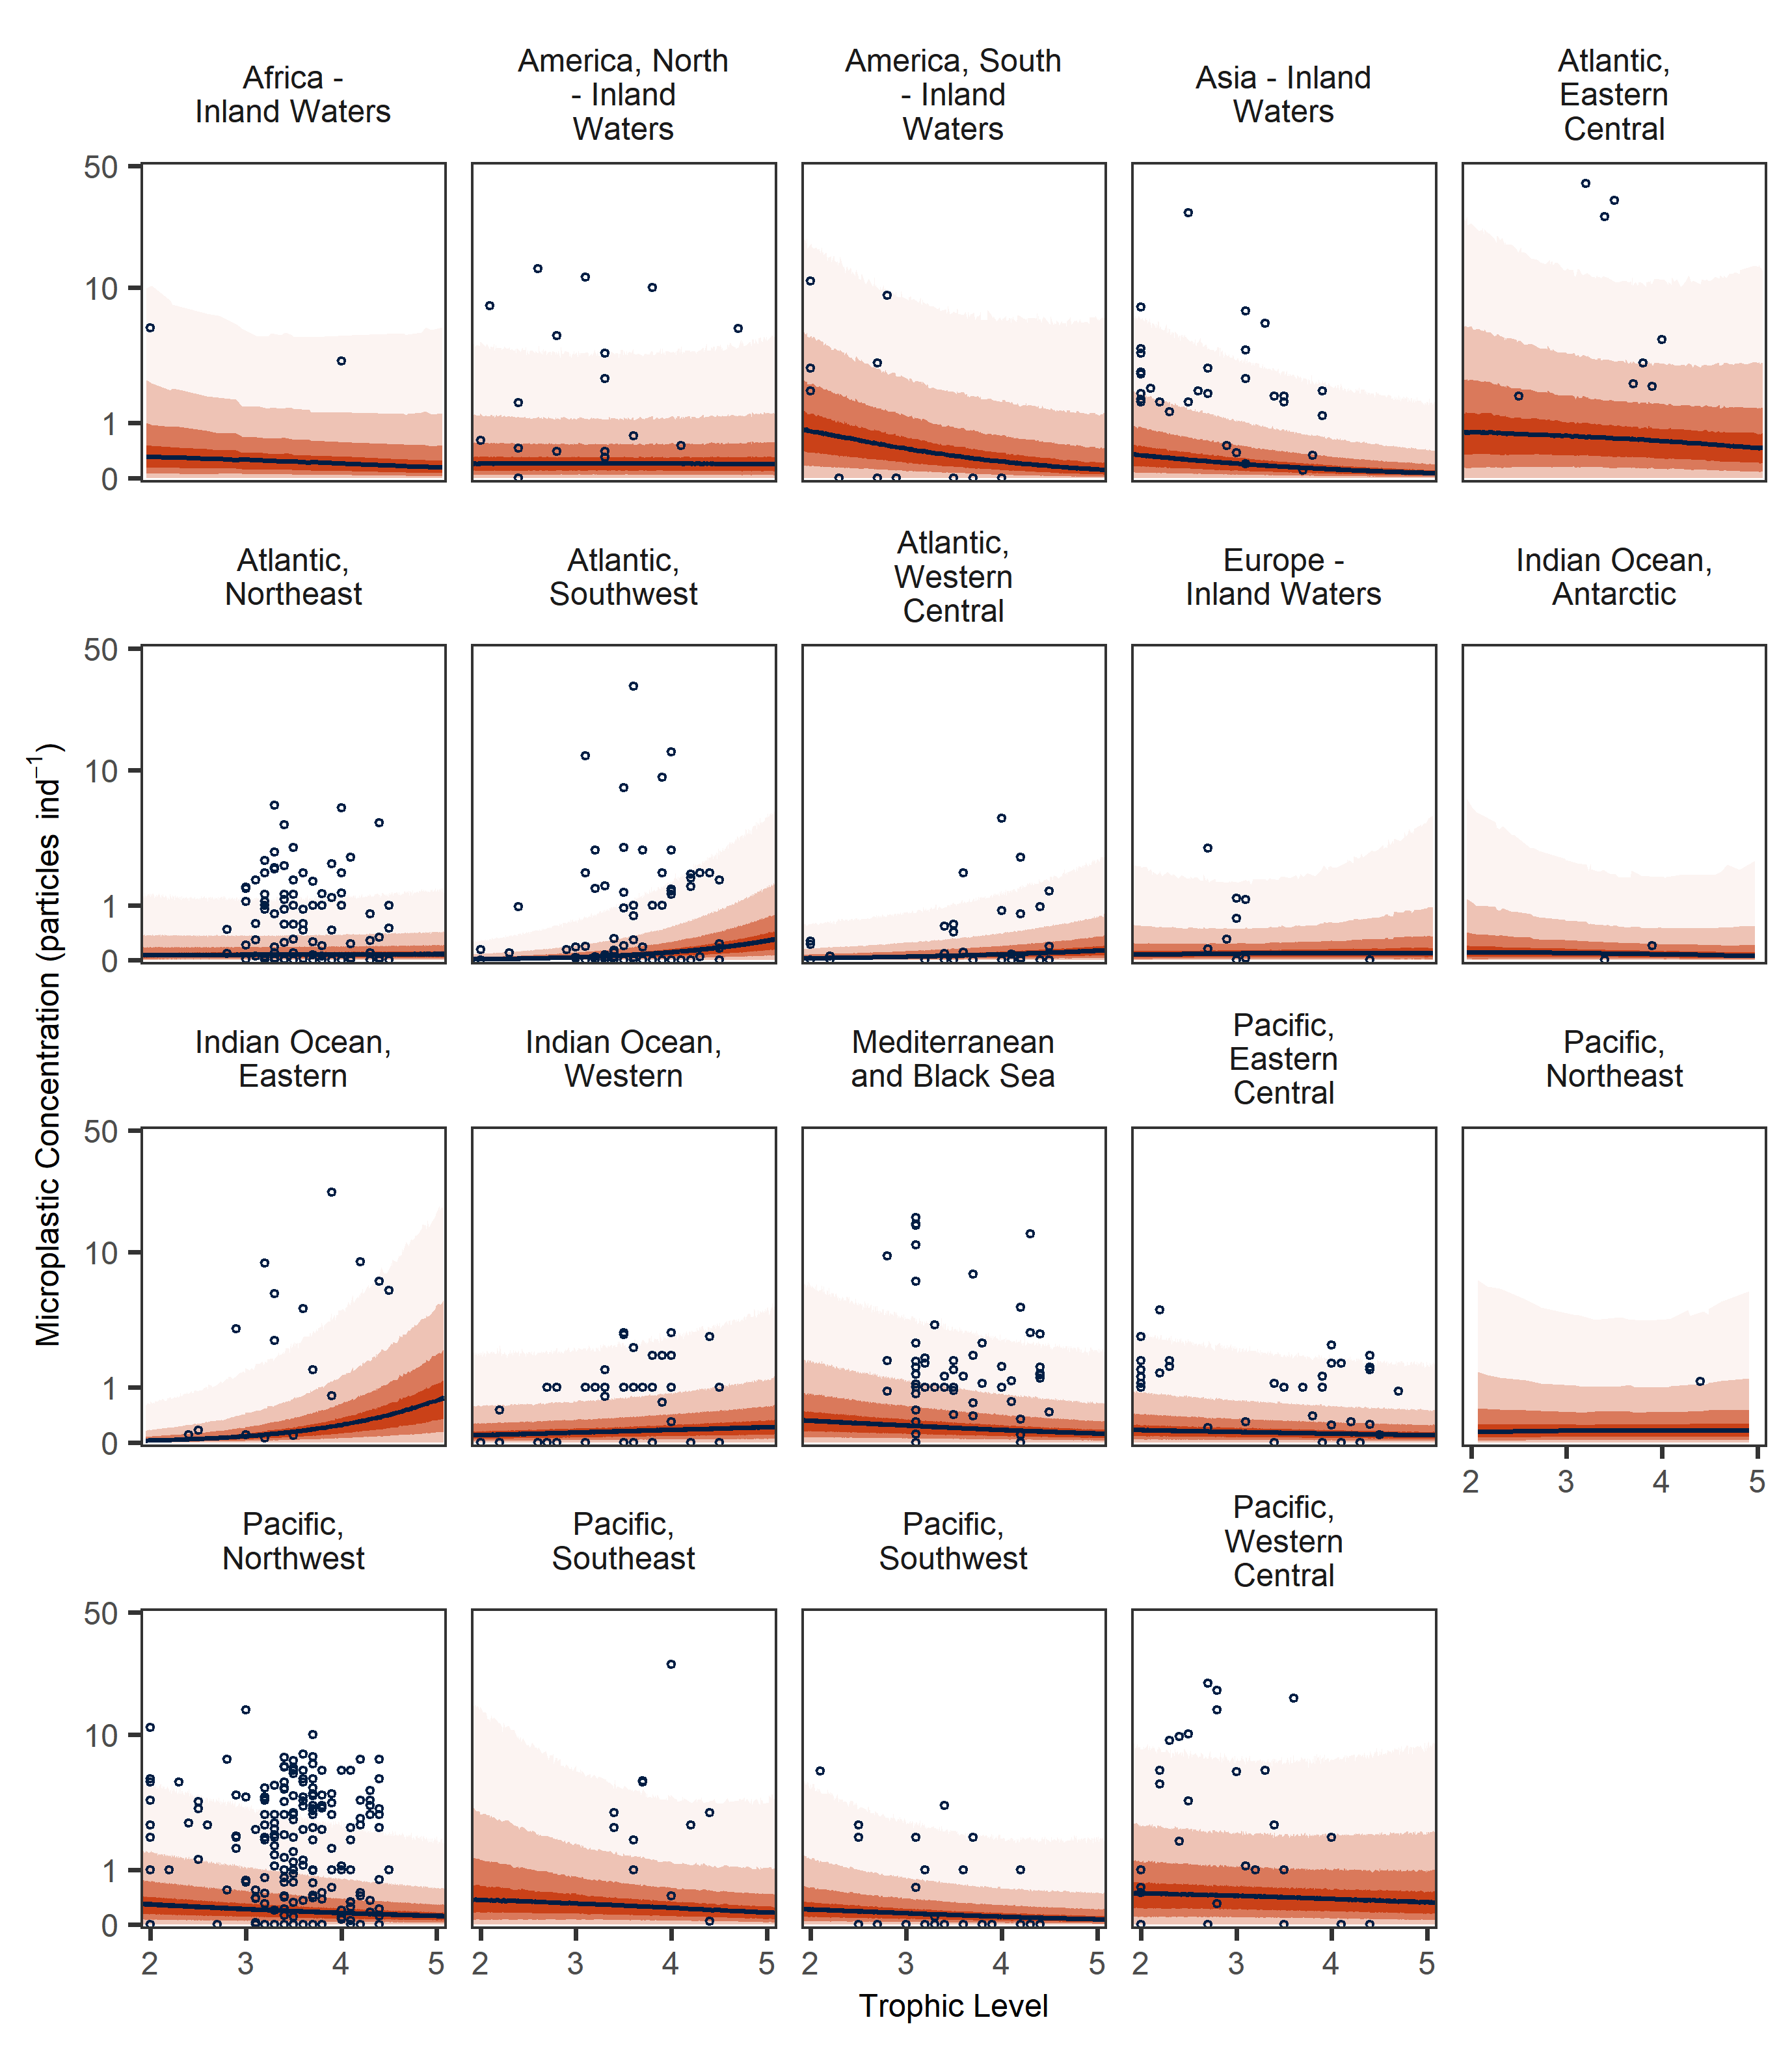 Africa -
Inland Waters
America, North
- Inland
Waters
America, South
- Inland
Waters
Asia - Inland
Waters
Atlantic,
Eastern
Central
50
10
1
0
Atlantic,
Northeast
Atlantic,
Southwest
Atlantic,
Western
Central
Europe -
Inland Waters
Indian Ocean,
Antarctic
50
10
1
0
Microplastic Concentration (particles ind⁻¹)
Indian Ocean,
Eastern
Indian Ocean,
Western
Mediterranean
and Black Sea
Pacific,
Eastern
Central
Pacific,
Northeast
50
10
1
0
2 3 4 5
Pacific,
Northwest
Pacific,
Southeast
Pacific,
Southwest
Pacific,
Western
Central
50
10
1
0
2 3 4 5
2 3 4 5
2 3 4 5
2 3 4 5
Trophic Level